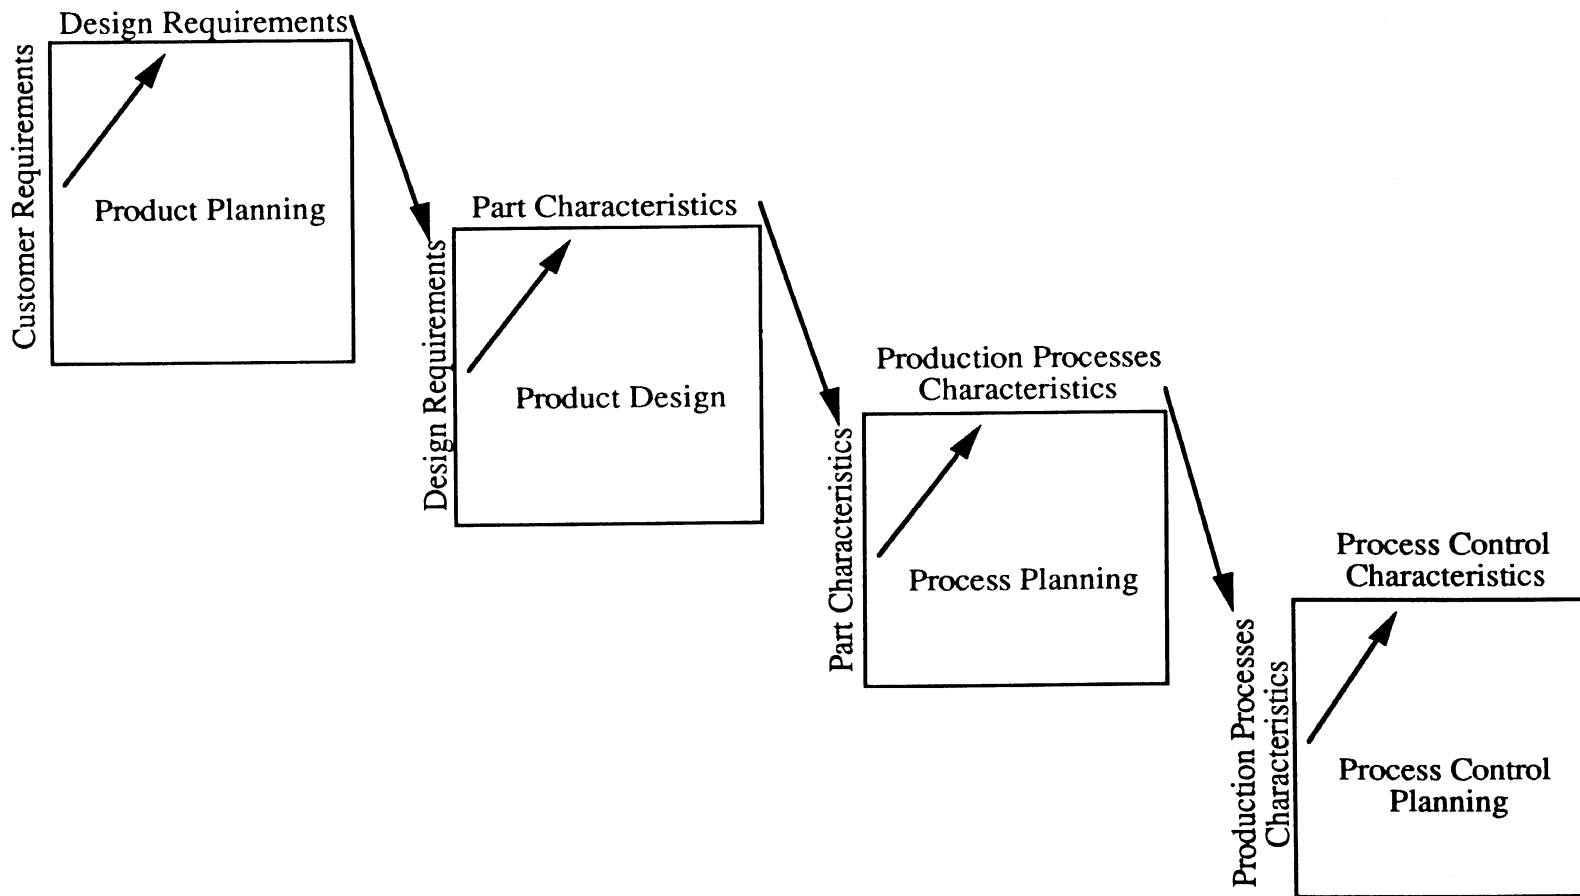 Design Requirements
Customer Requirements
Product Planning
Part Characteristics
Design Requirements
Product Design
Production Processes
Characteristics
Part Characteristics
Process Planning
Process Control
Characteristics
Production Processes
Characteristics
Process Control
Planning